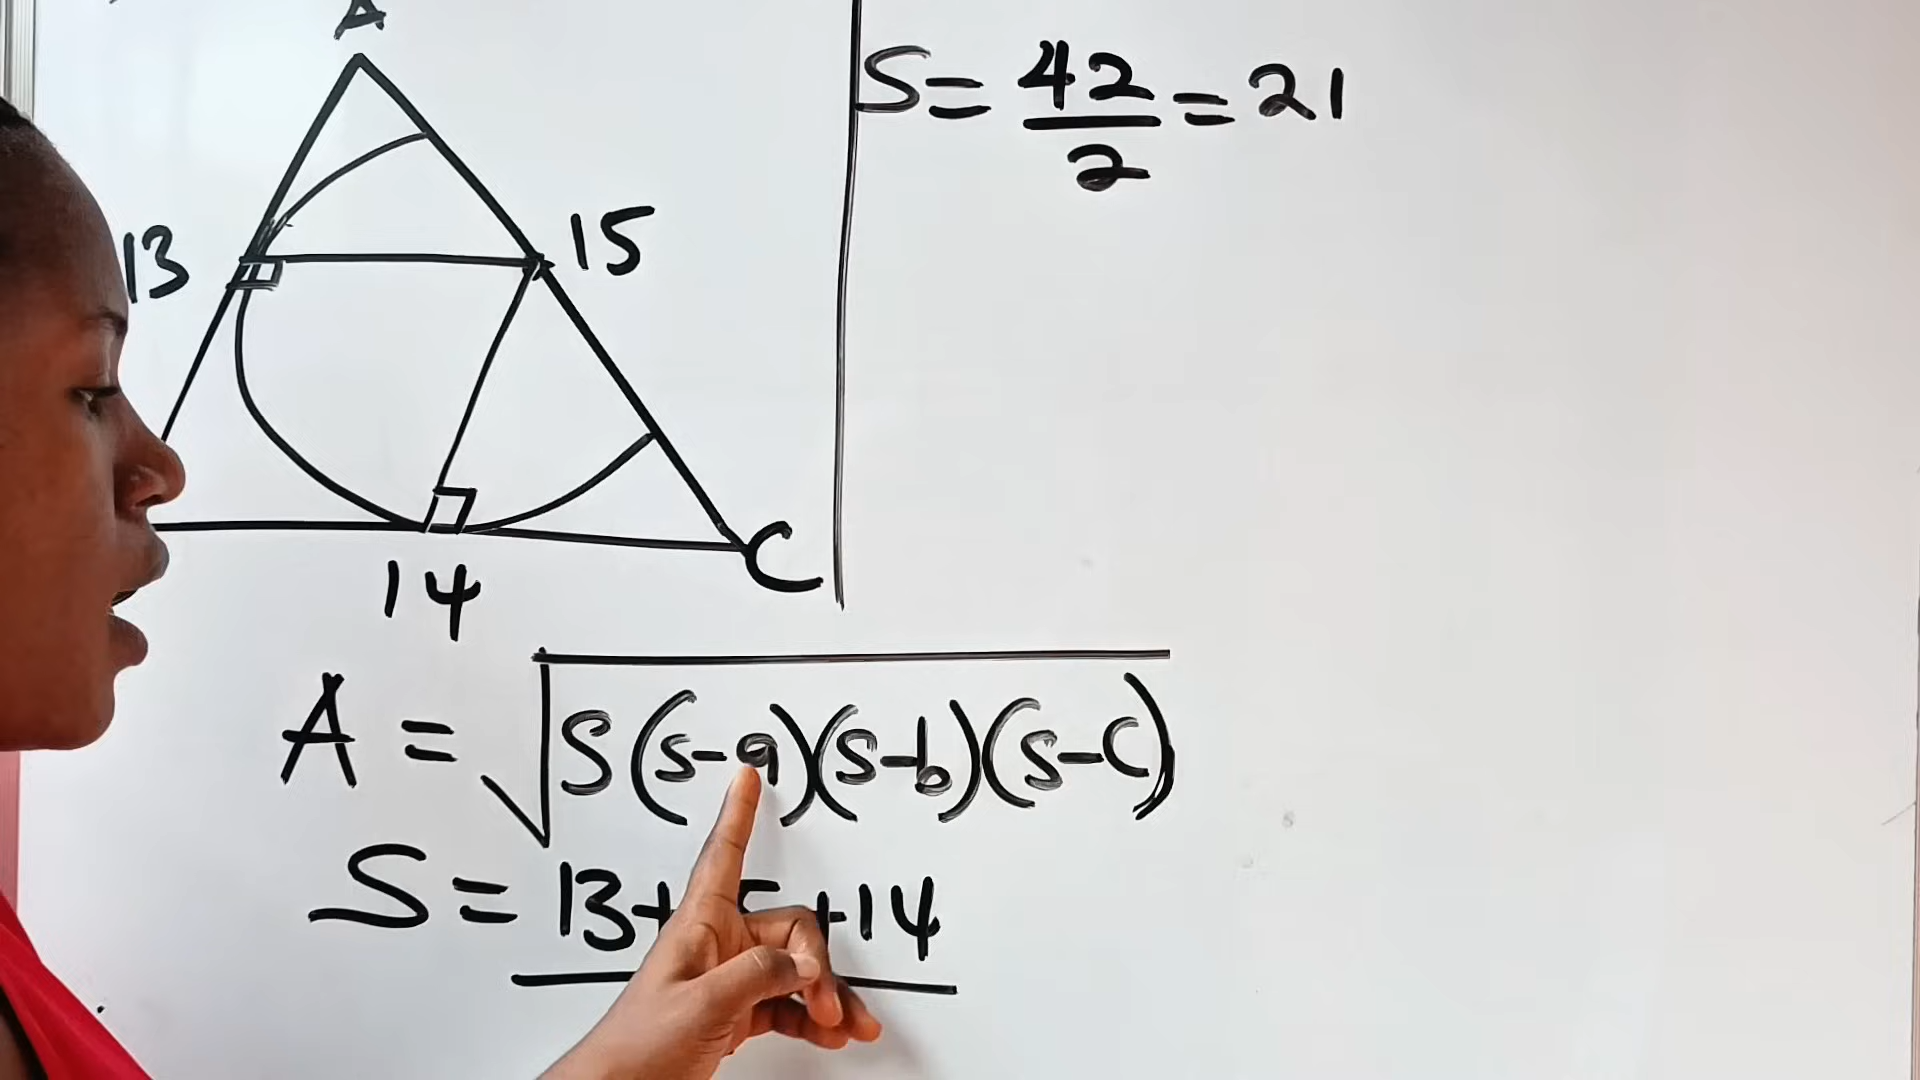 A
13
15
C
14
S = 42/2 = 21
A = √S(s-a)(s-b)(s-c)
S = 13+ +14